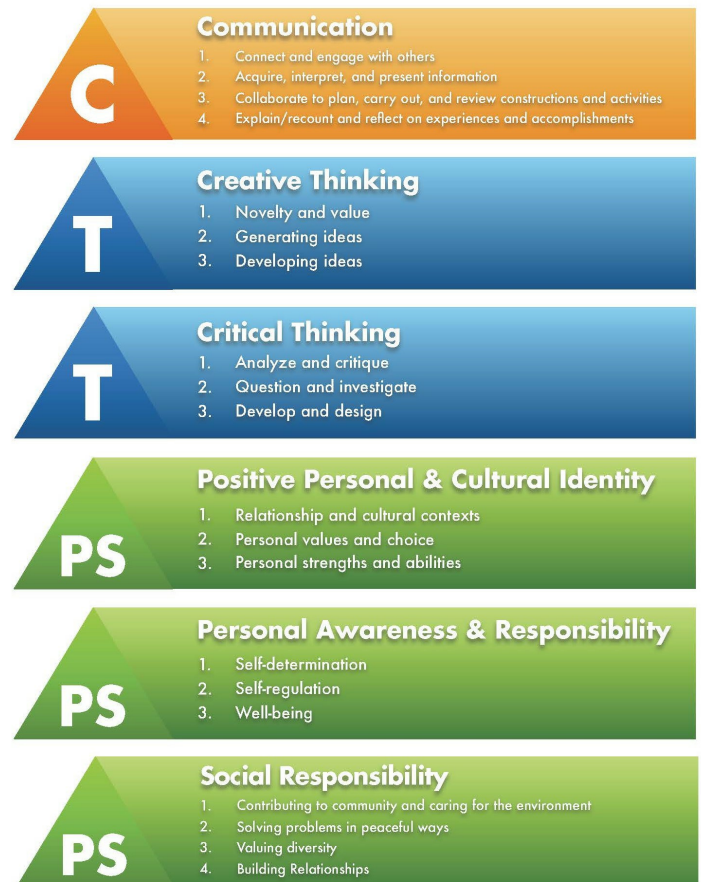 C
Communication
1. Connect and engage with others
2. Acquire, interpret, and present information
3. Collaborate to plan, carry out, and review constructions and activities
4. Explain/recount and reflect on experiences and accomplishments
T
Creative Thinking
1. Novelty and value
2. Generating ideas
3. Developing ideas
T
Critical Thinking
1. Analyze and critique
2. Question and investigate
3. Develop and design
PS
Positive Personal & Cultural Identity
1. Relationship and cultural contexts
2. Personal values and choice
3. Personal strengths and abilities
PS
Personal Awareness & Responsibility
1. Self-determination
2. Self-regulation
3. Well-being
PS
Social Responsibility
1. Contributing to community and caring for the environment
2. Solving problems in peaceful ways
3. Valuing diversity
4. Building Relationships